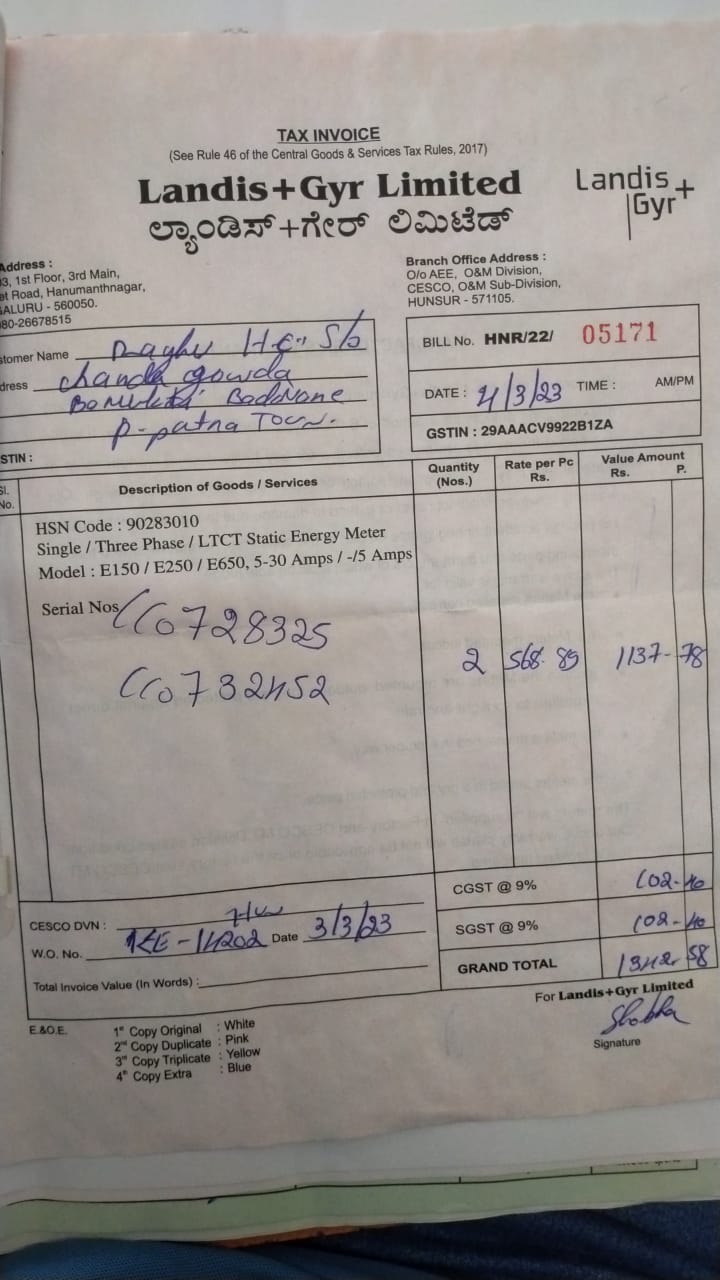 TAX INVOICE
(See Rule 46 of the Central Goods & Services Tax Rules, 2017)
Landis+Gyr Limited
ಲ್ಯಾಂಡಿಸ್+ಗೇರ್ ಲಿಮಿಟೆಡ್
Landis
Gyr+
Address :
3, 1st Floor, 3rd Main,
et Road, Hanumanthnagar,
ALURU - 560050.
080-26678515
Branch Office Address :
O/o AEE, O&M Division,
CESCO, O&M Sub-Division,
HUNSUR - 571105.
stomer Name Raghu H.C. S/o
dress Chanda gowda
P-patna Town.
STIN :
BILL No. HNR/22/ 05171
DATE : 4/3/23 TIME : AM/PM
GSTIN : 29AAACV9922B1ZA
Sl. No. Description of Goods / Services Quantity (Nos.) Rate per Pc Rs. Value Amount Rs. P.
HSN Code : 90283010
Single / Three Phase / LTCT Static Energy Meter
Model : E150 / E250 / E650, 5-30 Amps / -/5 Amps
Serial Nos CC0728325
CC0732452
2 568.89 1137-78
CGST @ 9% 102-40
SGST @ 9% 102-40
GRAND TOTAL 1342-58
CESCO DVN :
W.O. No. Date 3/3/23
Total Invoice Value (In Words) :
For Landis+Gyr Limited
Shobha
Signature
E.&O.E.
1st Copy Original : White
2nd Copy Duplicate : Pink
3rd Copy Triplicate : Yellow
4th Copy Extra : Blue